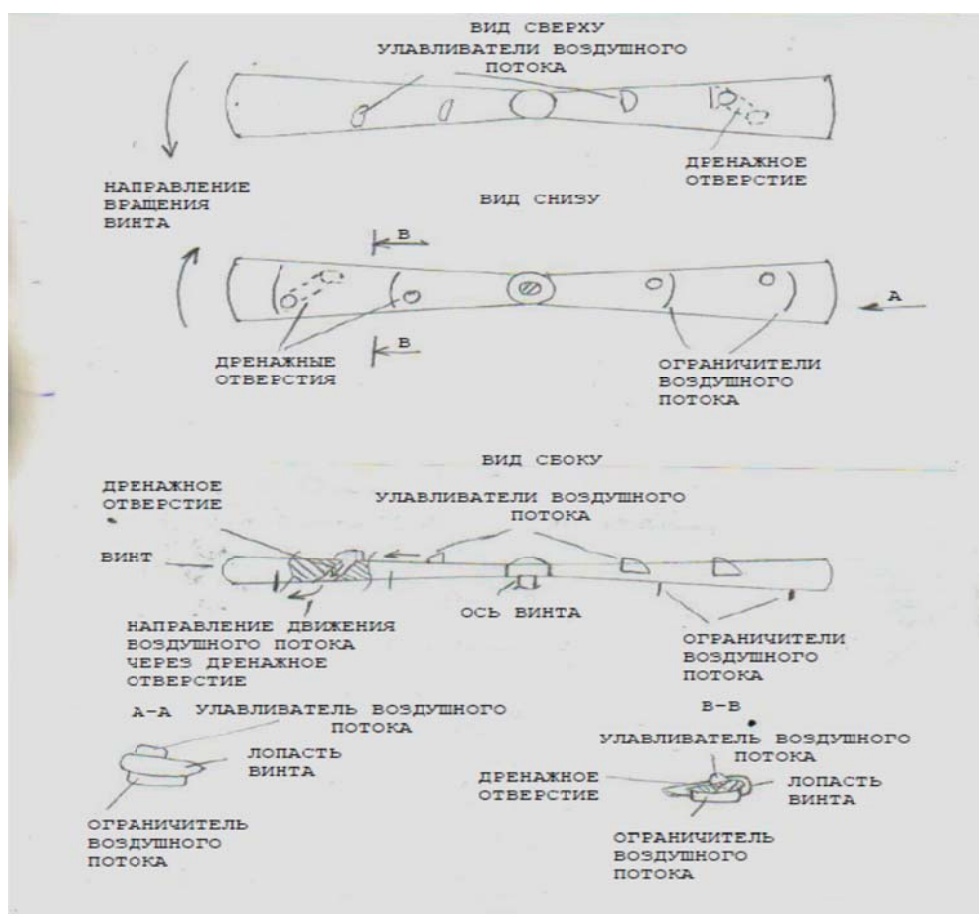 ВИД СВЕРХУ
УЛАВЛИВАТЕЛИ ВОЗДУШНОГО
ПОТОКА
ДРЕНАЖНОЕ
ОТВЕРСТИЕ
НАПРАВЛЕНИЕ
ВРАЩЕНИЯ
ВИНТА
ВИД СНИЗУ
В
А
В
ДРЕНАЖНЫЕ
ОТВЕРСТИЯ
ОГРАНИЧИТЕЛИ
ВОЗДУШНОГО
ПОТОКА
ВИД СБОКУ
ДРЕНАЖНОЕ
ОТВЕРСТИЕ
УЛАВЛИВАТЕЛИ ВОЗДУШНОГО
ПОТОКА
ВИНТ
ОСЬ ВИНТА
НАПРАВЛЕНИЕ ДВИЖЕНИЯ
ВОЗДУШНОГО ПОТОКА
ЧЕРЕЗ ДРЕНАЖНОЕ
ОТВЕРСТИЕ
ОГРАНИЧИТЕЛИ
ВОЗДУШНОГО
ПОТОКА
А-А
УЛАВЛИВАТЕЛЬ ВОЗДУШНОГО
ПОТОКА
ЛОПАСТЬ
ВИНТА
ОГРАНИЧИТЕЛЬ
ВОЗДУШНОГО
ПОТОКА
В-В
УЛАВЛИВАТЕЛЬ ВОЗДУШНОГО
ПОТОКА
ДРЕНАЖНОЕ
ОТВЕРСТИЕ
ЛОПАСТЬ
ВИНТА
ОГРАНИЧИТЕЛЬ
ВОЗДУШНОГО
ПОТОКА